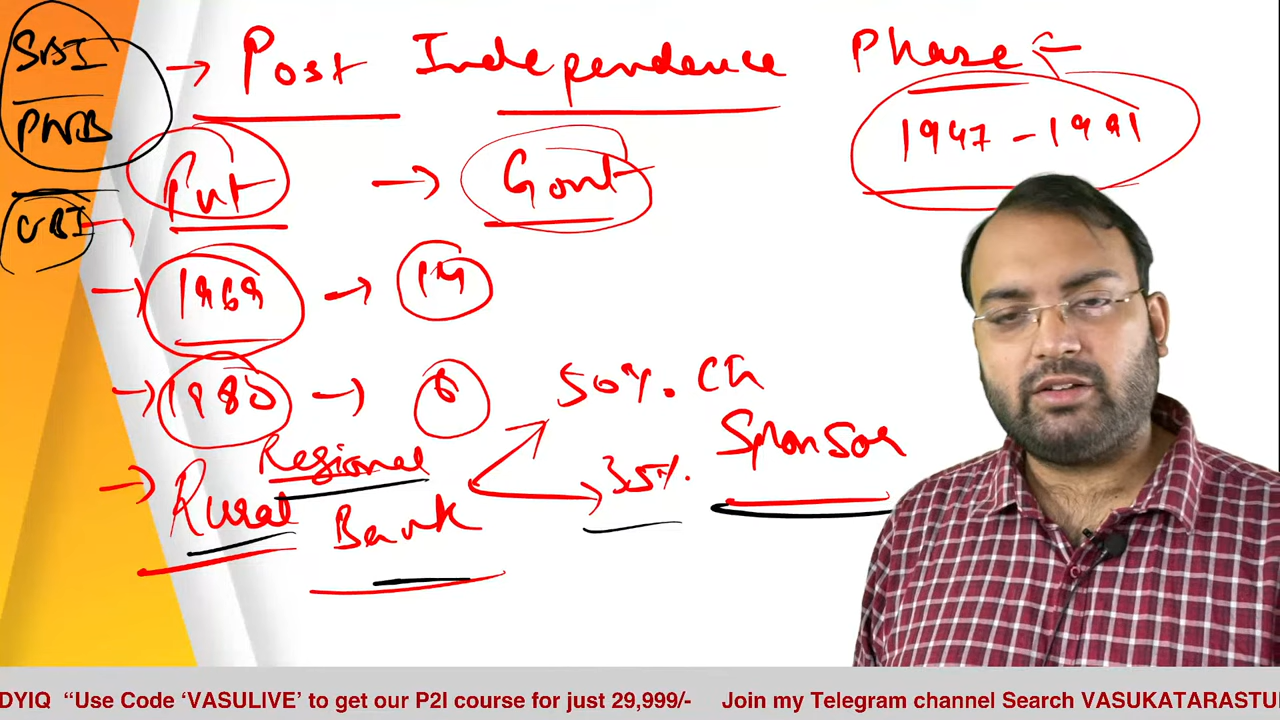 SBI
PNB
UBI
→ Post Independence Phase ←
1947 - 1991
Pvt → Govt
→ 1969 → 14
→ 1980 → 6
→ Regional
Rural Bank
50%. CG
35%. Sponsor
DYIQ “Use Code ‘VASULIVE’ to get our P2I course for just 29,999/- Join my Telegram channel Search VASUKATARASTU